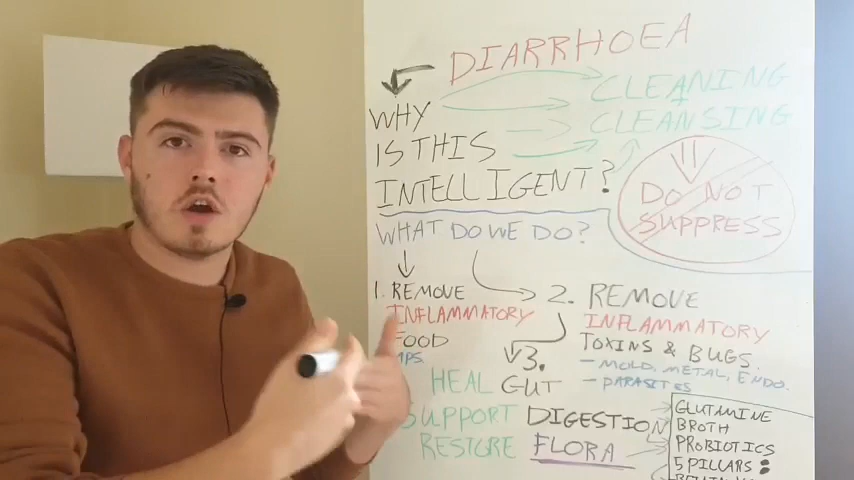 DIARRHOEA
CLEANING
WHY
CLEANSING
IS THIS
INTELLIGENT?
DO NOT
SUPPRESS
WHAT DO WE DO?
1. REMOVE
INFLAMMATORY
FOOD
2. REMOVE
INFLAMMATORY
TOXINS & BUGS.
- MOLD, METAL, ENDO.
- PARASITES
3.
HEAL GUT
SUPPORT DIGESTION
RESTORE FLORA
GLUTMINE
BROTH
PROBIOTICS
5 PILLARS: